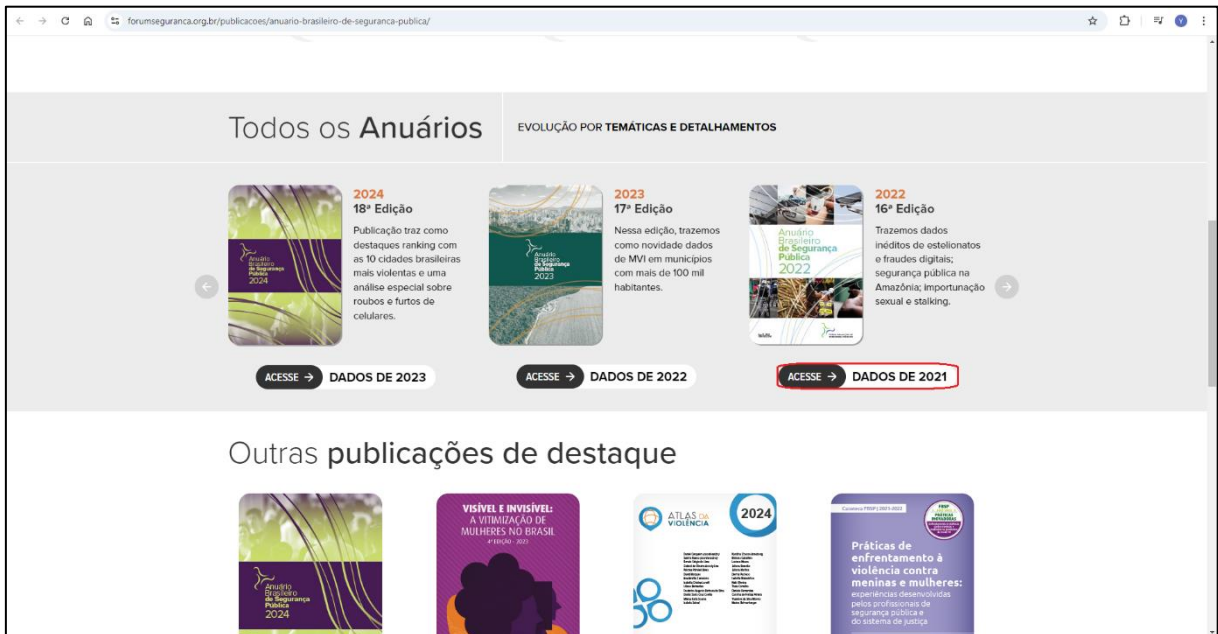 forumseguranca.org.br/publicacoes/anuario-brasileiro-de-seguranca-publica/
Y
Todos os Anuários
EVOLUÇÃO POR TEMÁTICAS E DETALHAMENTOS
Anuário
Brasileiro
de Segurança
Pública
2024
2024
18ª Edição
Publicação traz como
destaques ranking com
as 10 cidades brasileiras
mais violentas e uma
análise especial sobre
roubos e furtos de
celulares.
ACESSE → DADOS DE 2023
Anuário
Brasileiro
de Segurança
Pública
2023
2023
17ª Edição
Nessa edição, trazemos
como novidade dados
de MVI em municípios
com mais de 100 mil
habitantes.
ACESSE → DADOS DE 2022
Anuário
Brasileiro
de Segurança
Pública
2022
2022
16ª Edição
Trazemos dados
inéditos de estelionatos
e fraudes digitais;
segurança pública na
Amazônia; importunação
sexual e stalking.
ACESSE → DADOS DE 2021
Outras publicações de destaque
Anuário
Brasileiro
de Segurança
Pública
2024
VISÍVEL E INVISÍVEL:
A VITIMIZAÇÃO DE
MULHERES NO BRASIL
4ª EDIÇÃO - 2023
ATLAS DA
VIOLÊNCIA
2024
Práticas de
enfrentamento à
violência contra
meninas e mulheres:
experiências desenvolvidas
pelos profissionais de
segurança pública e
do sistema de justiça